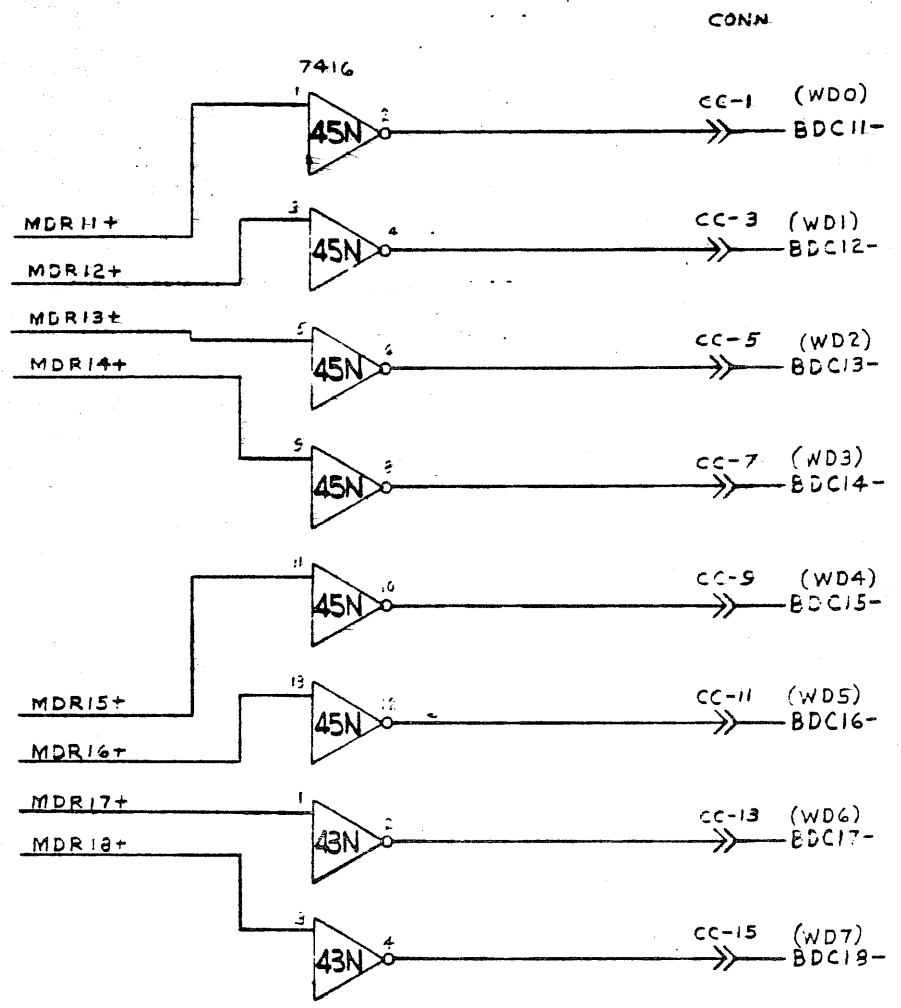 CONN
7416
1 45N 2 CC-1 (WD0)
BDC11-
MDR11+
3 45N 4 CC-3 (WD1)
BDC12-
MDR12+
MDR13+
5 45N 6 CC-5 (WD2)
BDC13-
MDR14+
9 45N 8 CC-7 (WD3)
BDC14-
11 45N 10 CC-9 (WD4)
BDC15-
MDR15+
13 45N 12 CC-11 (WD5)
BDC16-
MDR16+
MDR17+
1 43N 2 CC-13 (WD6)
BDC17-
MDR18+
3 43N 4 CC-15 (WD7)
BDC18-